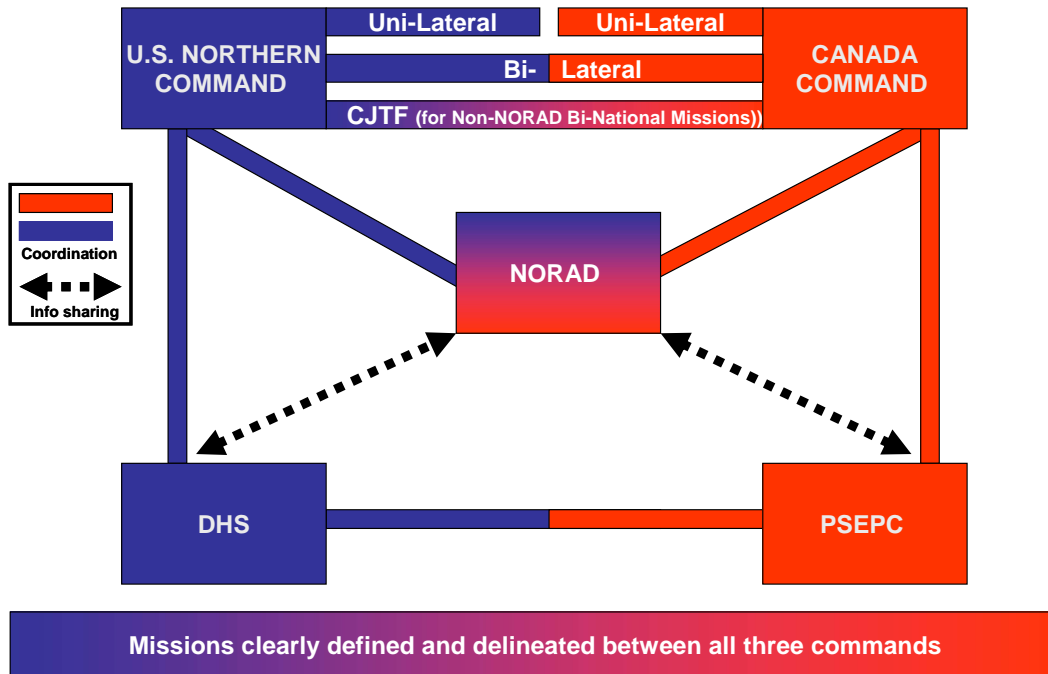 Uni-Lateral
Uni-Lateral
U.S. NORTHERN
COMMAND
Bi-
Lateral
CANADA
COMMAND
CJTF (for Non-NORAD Bi-National Missions))
Coordination
Info sharing
NORAD
DHS
PSEPC
Missions clearly defined and delineated between all three commands